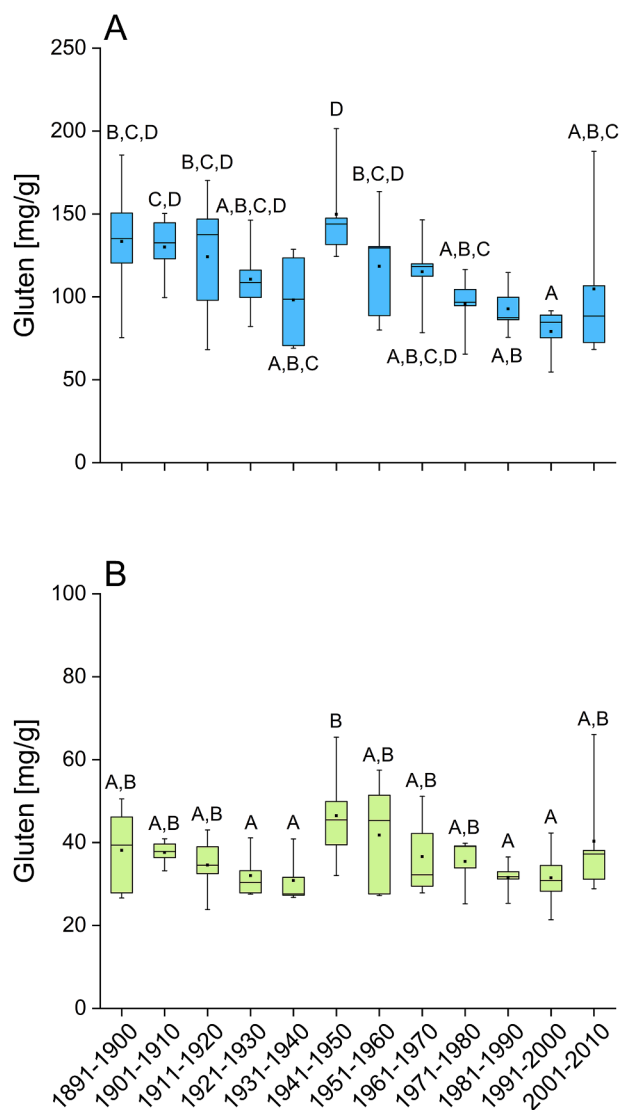 A
Gluten [mg/g]
300
250
200
150
100
50
0
B,C,D
C,D
B,C,D
A,B,C,D
A,B,C
D
B,C,D
A,B,C,D
A,B,C
A,B
A
A,B,C
B
Gluten [mg/g]
100
80
60
40
20
0
A,B
A,B
A,B
A
A
B
A,B
A,B
A,B
A
A
A,B
1891-1900
1901-1910
1911-1920
1921-1930
1931-1940
1941-1950
1951-1960
1961-1970
1971-1980
1981-1990
1991-2000
2001-2010